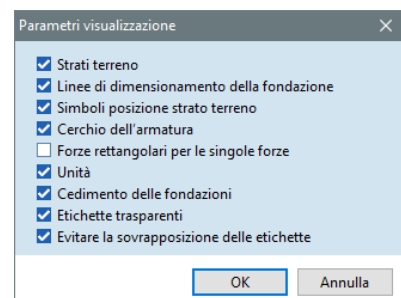 Parametri visualizzazione
Strati terreno
Linee di dimensionamento della fondazione
Simboli posizione strato terreno
Cerchio dell'armatura
Forze rettangolari per le singole forze
Unità
Cedimento delle fondazioni
Etichette trasparenti
Evitare la sovrapposizione delle etichette
OK Annulla